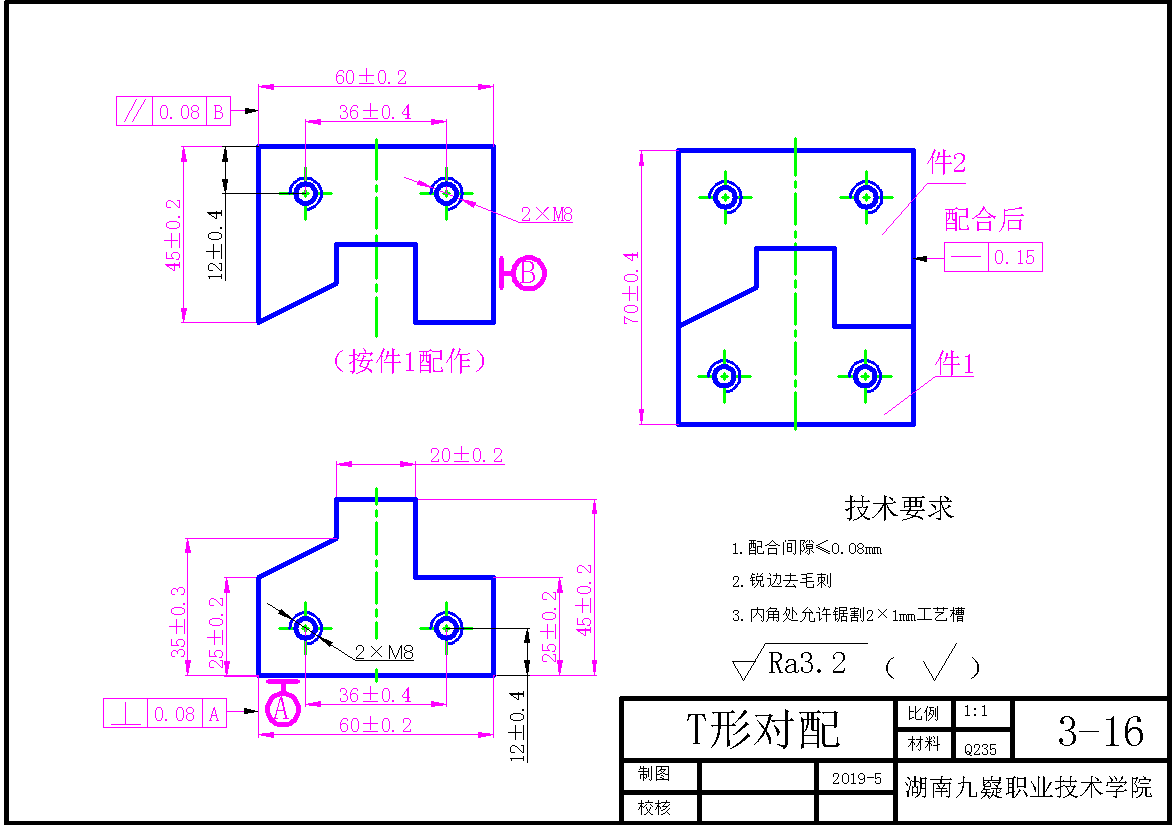 60±0.2
// 0.08 B
36±0.4
45±0.2
12±0.4
2×M8
B
（按件1配作）
件2
配合后
— 0.15
70±0.4
件1
20±0.2
35±0.3
25±0.2
2×M8
25±0.2
45±0.2
⊥ 0.08 A
A
36±0.4
60±0.2
12±0.4
技术要求
1.配合间隙≤0.08mm
2.锐边去毛刺
3.内角处允许锯割2×1mm工艺槽
√Ra3.2 ( √ )
T形对配
比例 1:1
材料 Q235
3-16
制图 2019-5
校核
湖南九嶷职业技术学院